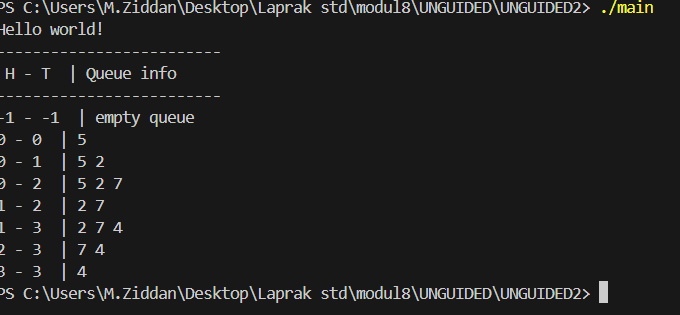 PS C:\Users\M.Ziddan\Desktop\Laprak std\modul8\UNGUIDED\UNGUIDED2> ./main
Hello world!
-------------------------
H - T | Queue info
-------------------------
-1 - -1 | empty queue
0 - 0 | 5
0 - 1 | 5 2
0 - 2 | 5 2 7
1 - 2 | 2 7
1 - 3 | 2 7 4
2 - 3 | 7 4
3 - 3 | 4
PS C:\Users\M.Ziddan\Desktop\Laprak std\modul8\UNGUIDED\UNGUIDED2>